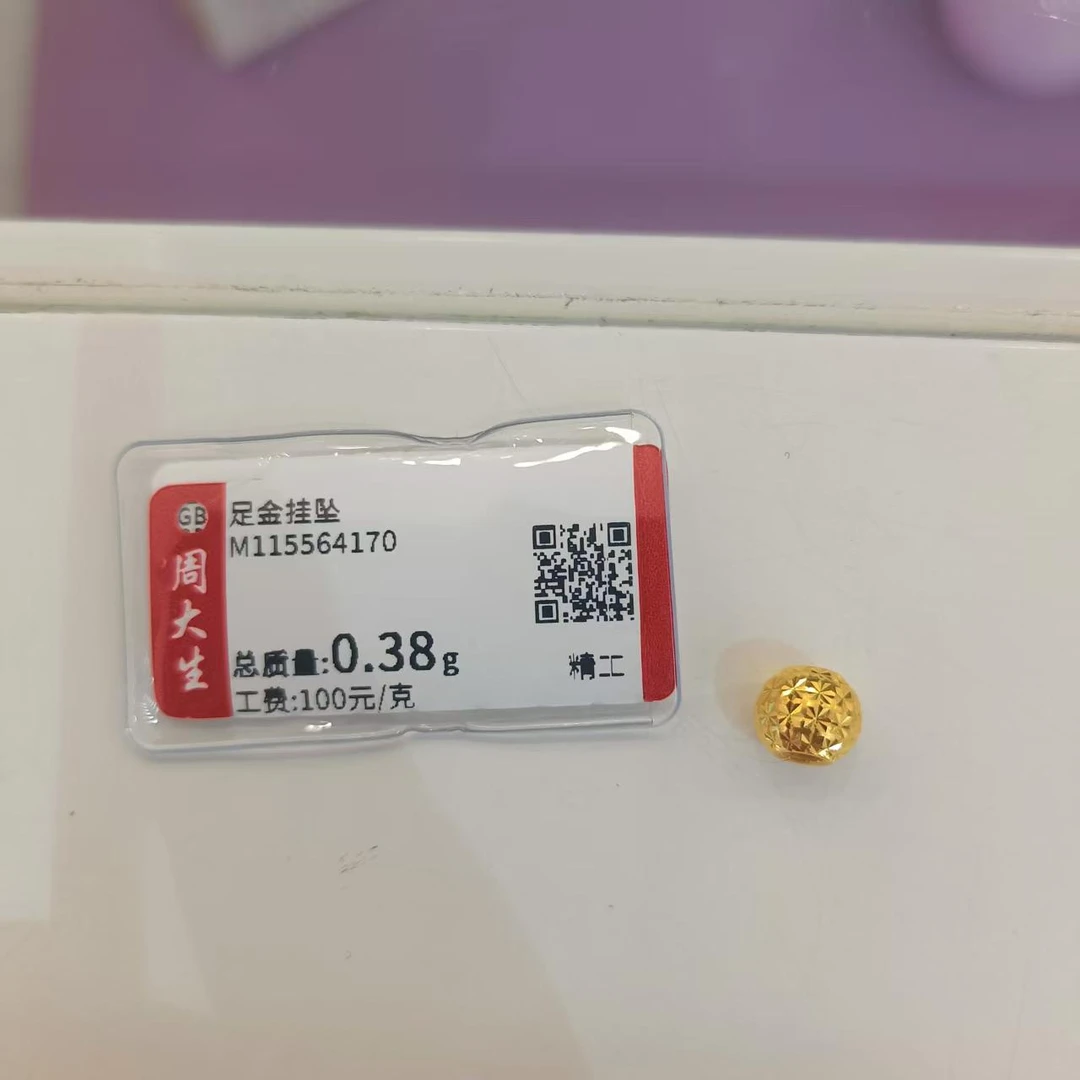 GB
周大生
足金挂坠
M115564170
总质量:0.38g
工费:100元/克
精工